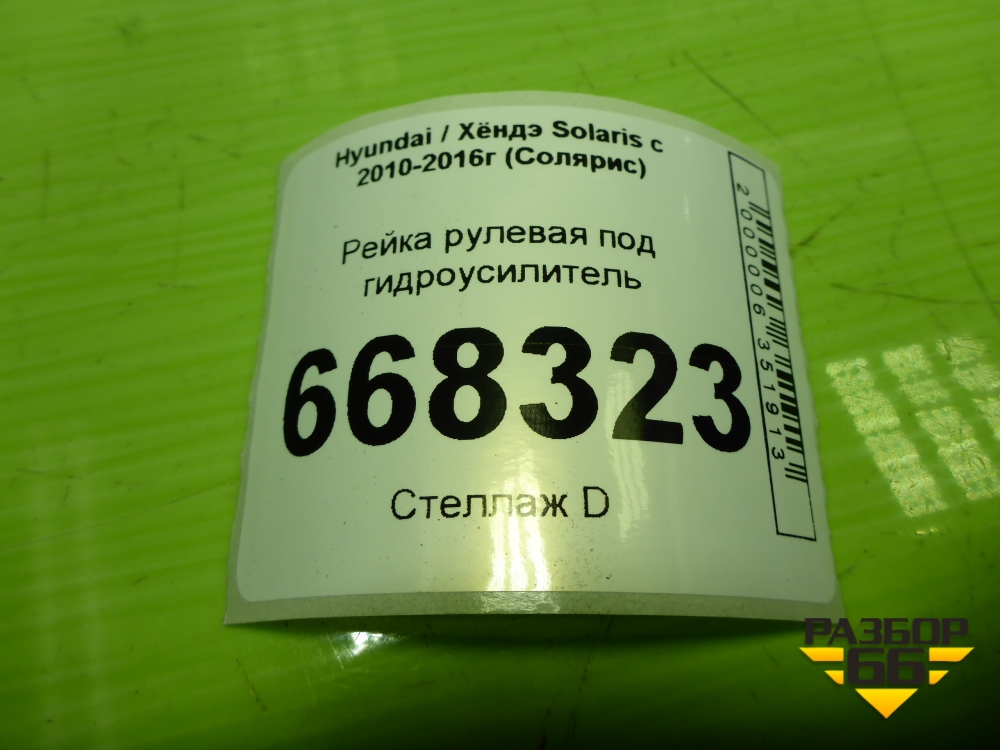 Hyundai / Хёндэ Solaris с
2010-2016г (Солярис)
Рейка рулевая под
гидроусилитель
668323
Стеллаж D
2000006351913
РАЗБОР
66